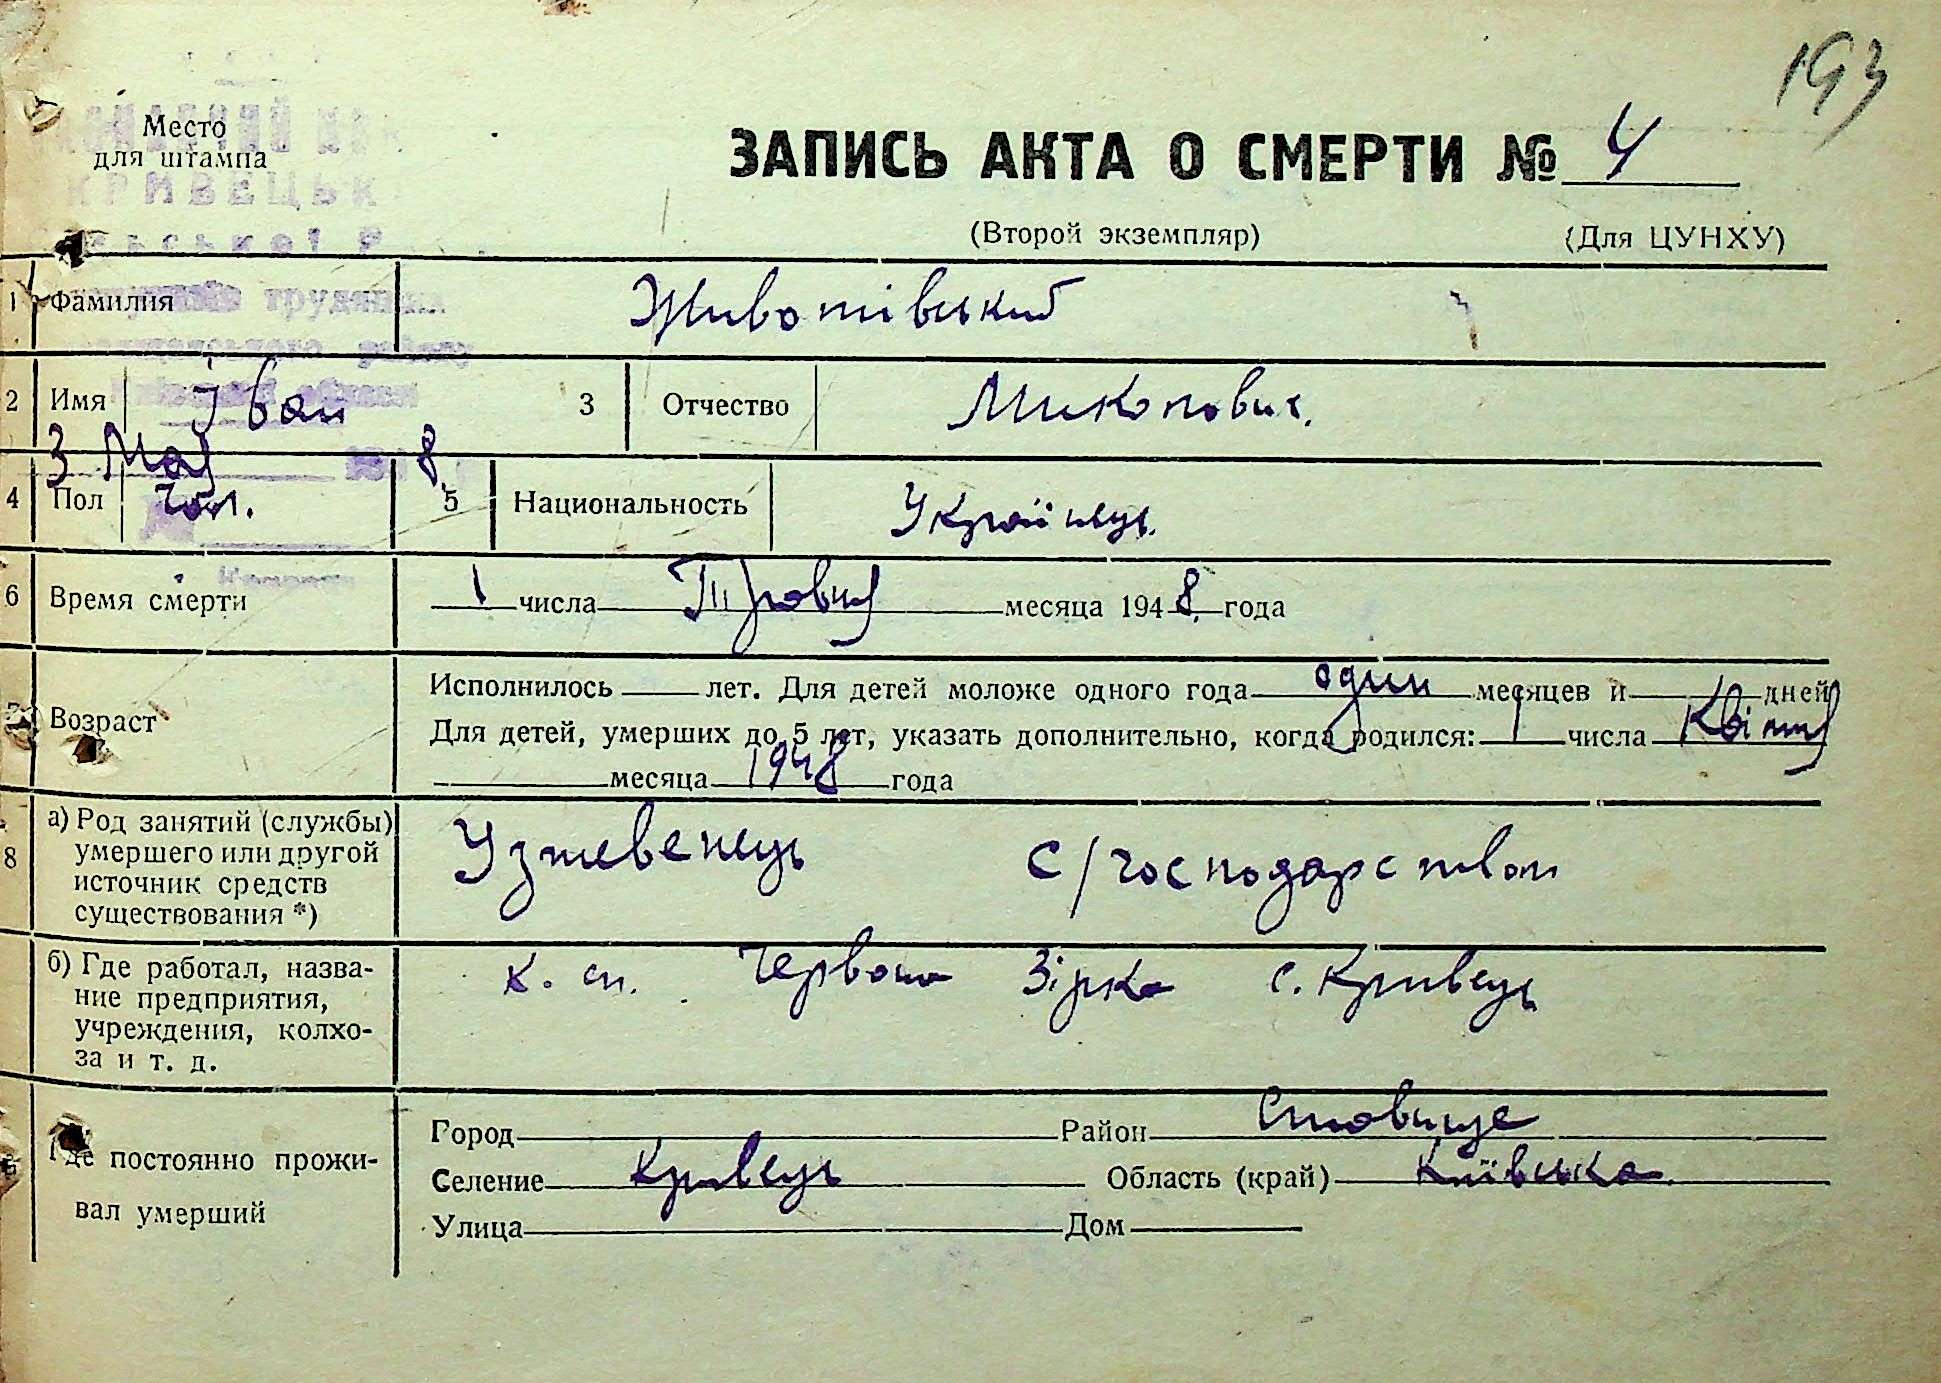 193
Место
для штампа
КРИВЕЦЬК
ЗАПИСЬ АКТА О СМЕРТИ № 4
(Второй экземпляр) (Для ЦУНХУ)
1 Фамилия Животівський
2 Имя Іван 3 Отчество Миколович.
3 Мая 8
4 Пол Чол. 5 Национальность Українець.
6 Время смерти 1 числа Травня месяца 1948 года
Возраст Исполнилось лет. Для детей моложе одного года один месяцев и дней
Для детей, умерших до 5 лет, указать дополнительно, когда родился: 1 числа Квітня
месяца 1948 года
8 а) Род занятий (службы)
умершего или другой
источник средств
существования *)
Утревенець с/господарством
б) Где работал, назва-
ние предприятия,
учреждения, колхо-
за и т. д.
к. сп. Червона Зірка с. Кривець
Где постоянно прожи-
вал умерший
Город Район Ставище
Селение Кривець Область (край) Київська
Улица Дом